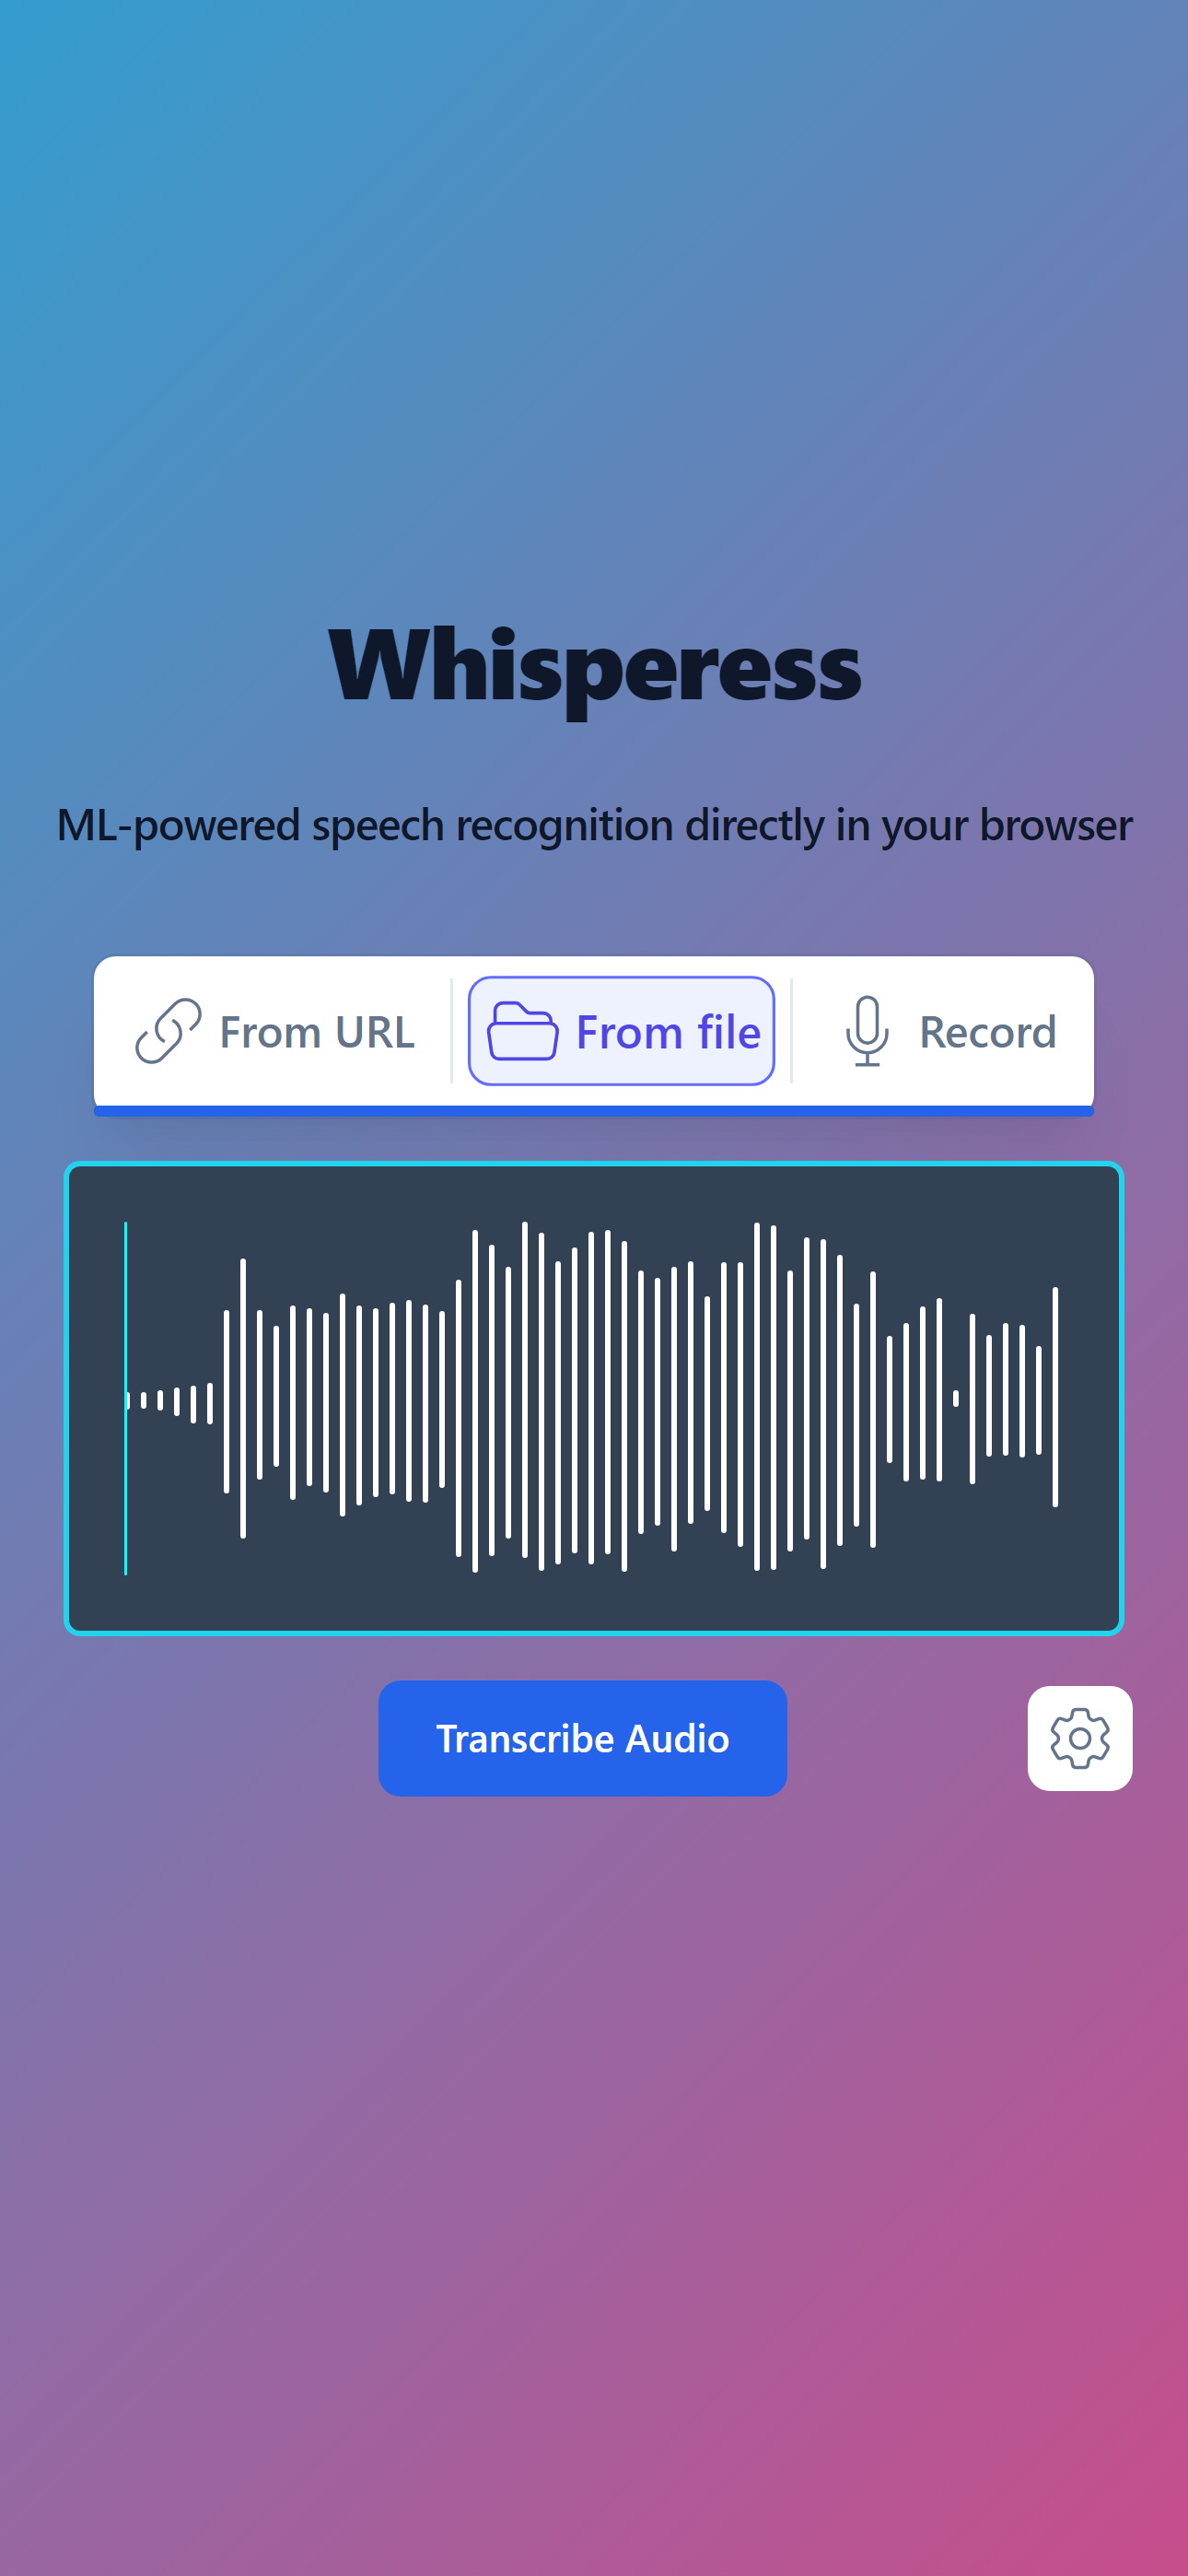 Whisperess
ML-powered speech recognition directly in your browser
From URL
From file
Record
Transcribe Audio